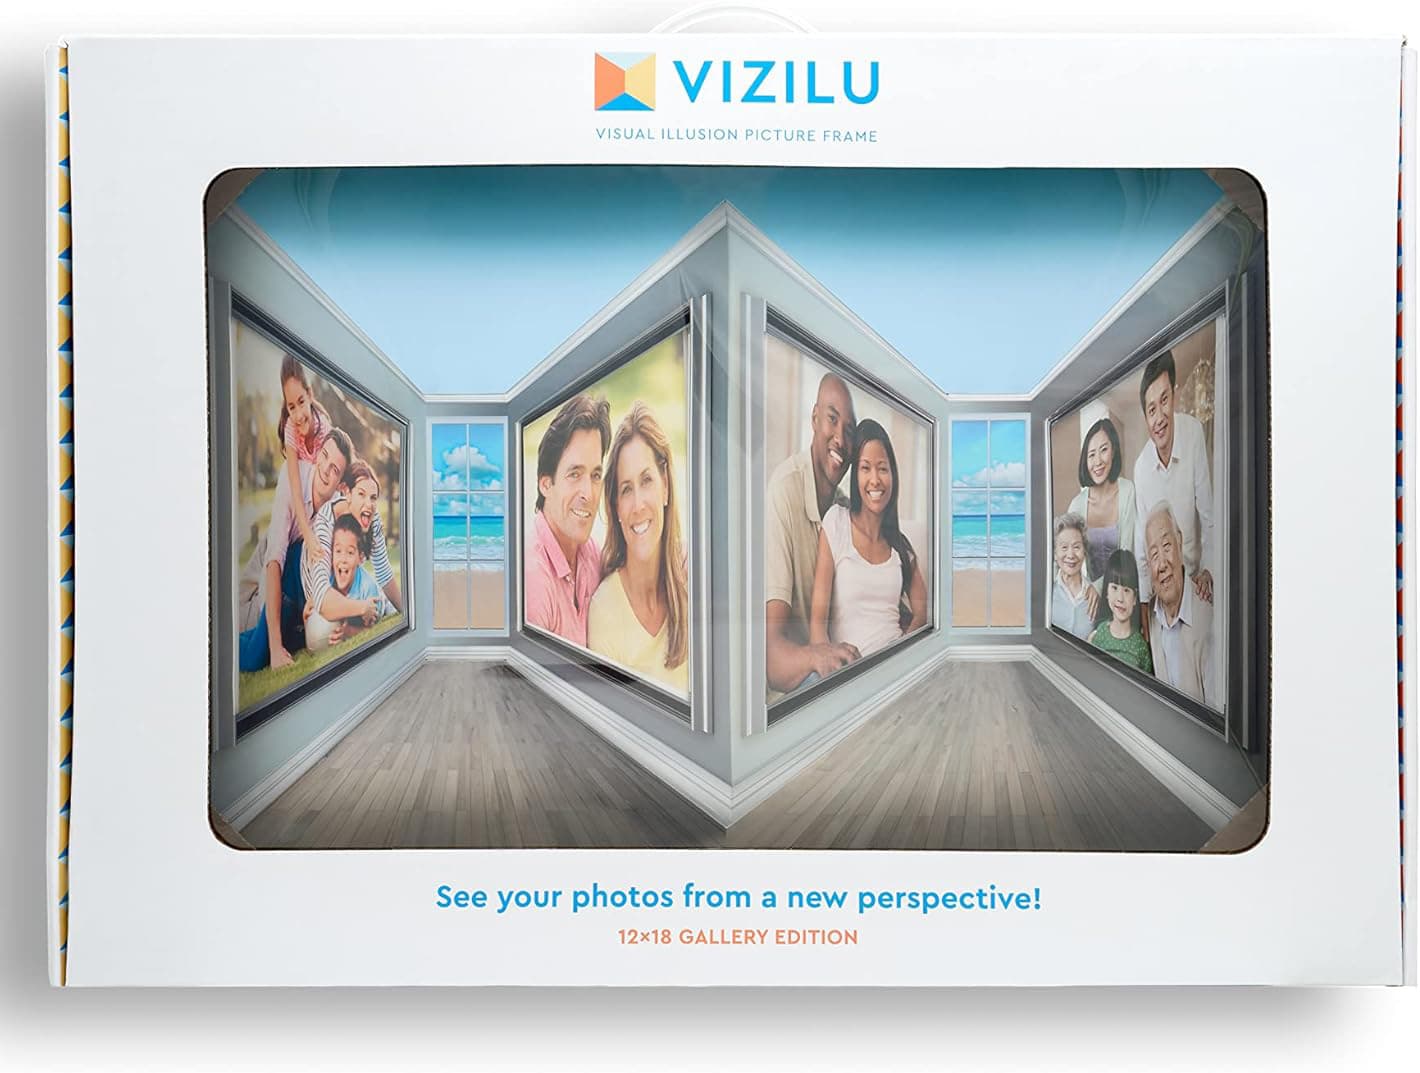 VIZILU
VISUAL ILLUSION PICTURE FRAME
See your photos from a new perspective!
12×18 GALLERY EDITION